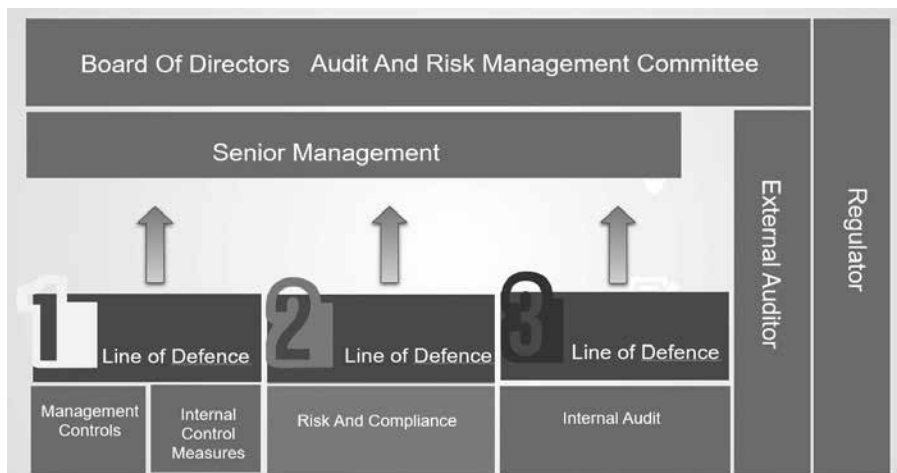 Board Of Directors Audit And Risk Management Committee
Senior Management
External Auditor
Regulator
1 Line of Defence
2 Line of Defence
3 Line of Defence
Management
Controls
Internal
Control
Measures
Risk And Compliance
Internal Audit